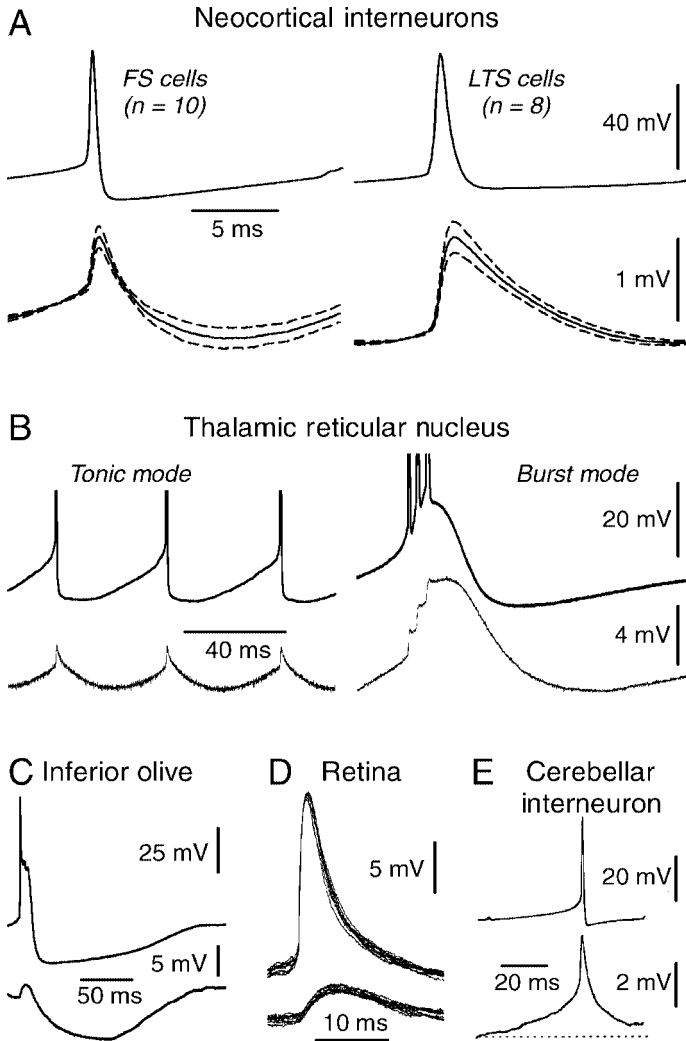 A
Neocortical interneurons
FS cells
(n = 10)
LTS cells
(n = 8)
40 mV
5 ms
1 mV
B
Thalamic reticular nucleus
Tonic mode
Burst mode
20 mV
40 ms
4 mV
C Inferior olive
D Retina
E Cerebellar
interneuron
25 mV
5 mV
20 mV
5 mV
50 ms
20 ms
2 mV
10 ms